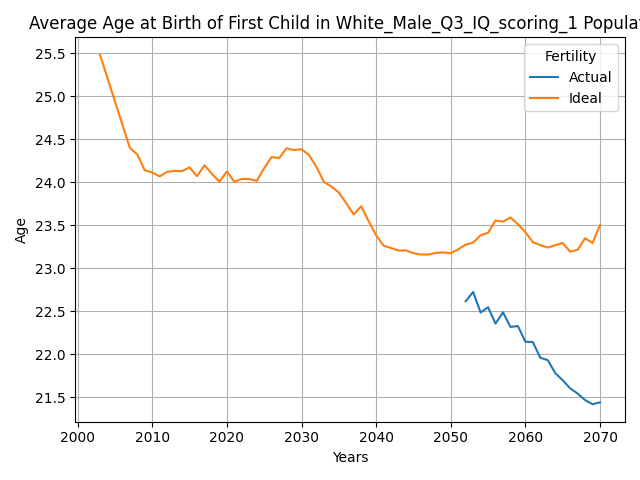 Average Age at Birth of First Child in White_Male_Q3_IQ_scoring_1 Popula
Fertility
Actual
Ideal
25.5
25.0
24.5
24.0
23.5
23.0
22.5
22.0
21.5
Age
2000 2010 2020 2030 2040 2050 2060 2070
Years